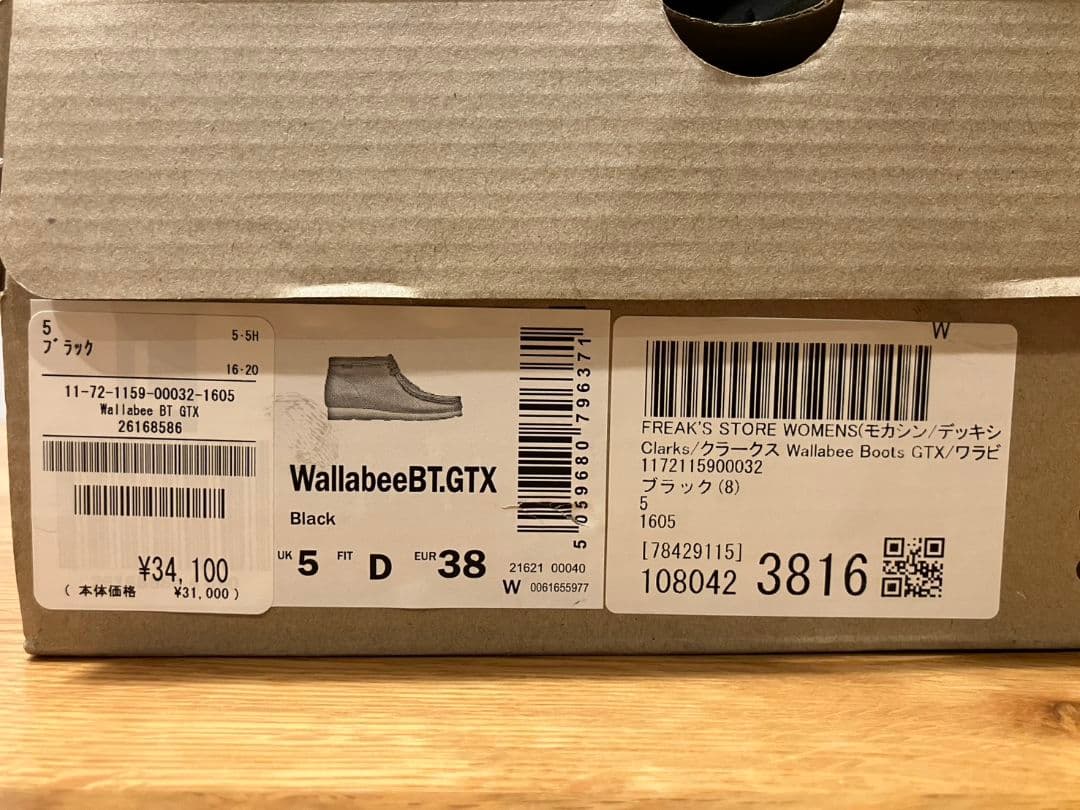 5
ブラック
5-5H
16-20
11-72-1159-00032-1605
Wallabee BT GTX
26168586
¥34,100
( 本体価格 ¥31,000 )
WallabeeBT.GTX
Black
UK 5 FIT D EUR 38
5 059680 796371
21621 00040
W 0061655977
W
FREAK'S STORE WOMENS(モカシン/デッキシ
Clarks/クラークス Wallabee Boots GTX/ワラビ
1172115900032
ブラック(8)
5
1605
[78429115]
108042 3816